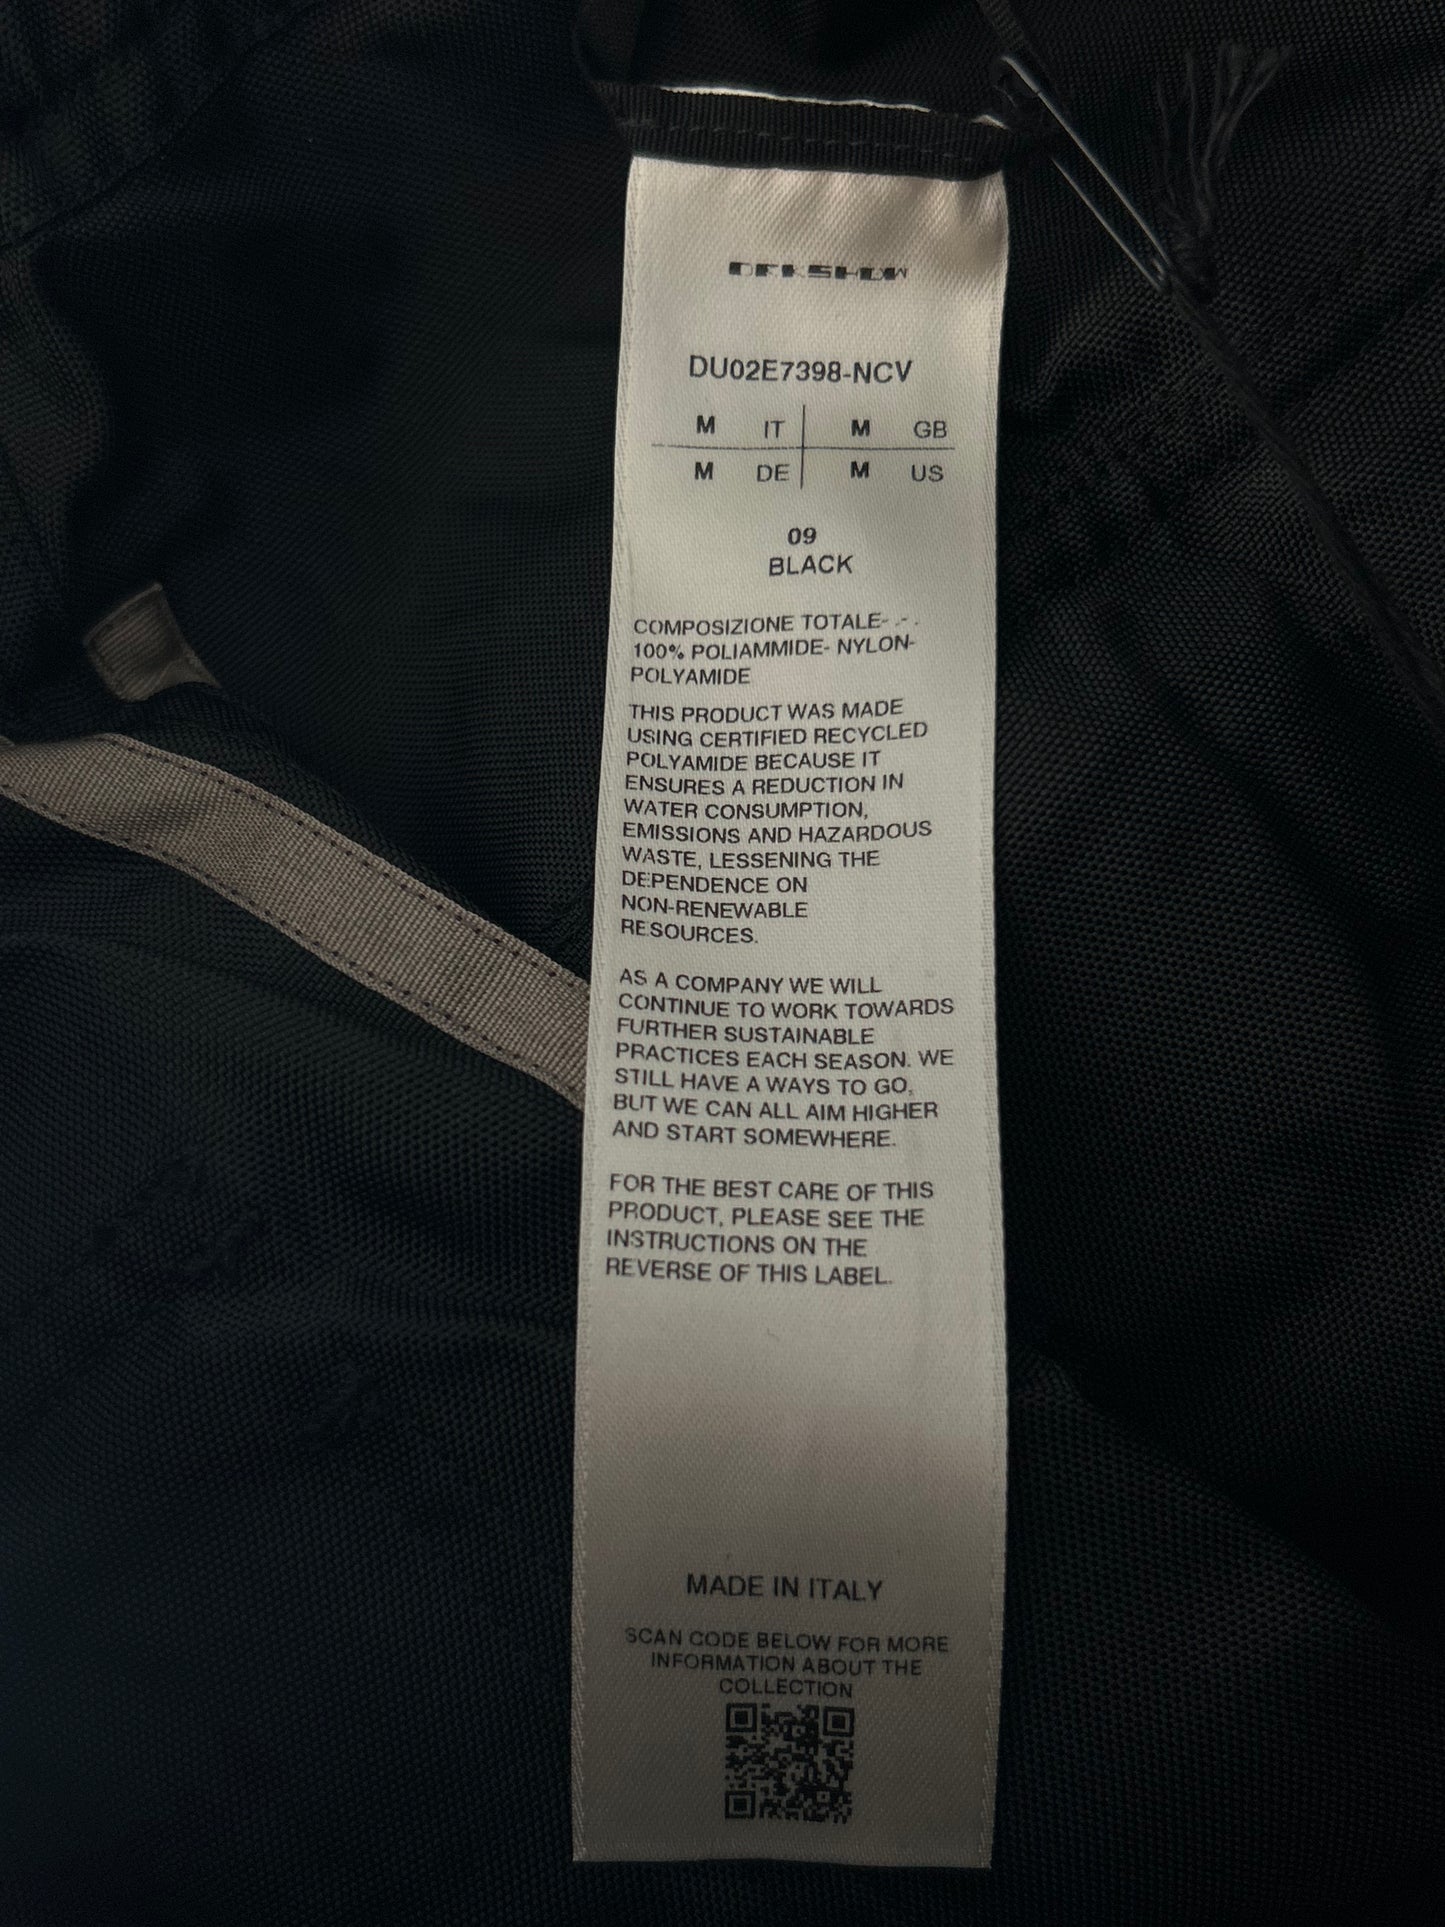 DRKSHDW
DU02E7398-NCV
M IT M GB
M DE M US
09
BLACK
COMPOSIZIONE TOTALE- -.
100% POLIAMMIDE- NYLON-
POLYAMIDE
THIS PRODUCT WAS MADE
USING CERTIFIED RECYCLED
POLYAMIDE BECAUSE IT
ENSURES A REDUCTION IN
WATER CONSUMPTION,
EMISSIONS AND HAZARDOUS
WASTE, LESSENING THE
DEPENDENCE ON
NON-RENEWABLE
RESOURCES.
AS A COMPANY WE WILL
CONTINUE TO WORK TOWARDS
FURTHER SUSTAINABLE
PRACTICES EACH SEASON. WE
STILL HAVE A WAYS TO GO,
BUT WE CAN ALL AIM HIGHER
AND START SOMEWHERE.
FOR THE BEST CARE OF THIS
PRODUCT, PLEASE SEE THE
INSTRUCTIONS ON THE
REVERSE OF THIS LABEL.
MADE IN ITALY
SCAN CODE BELOW FOR MORE
INFORMATION ABOUT THE
COLLECTION